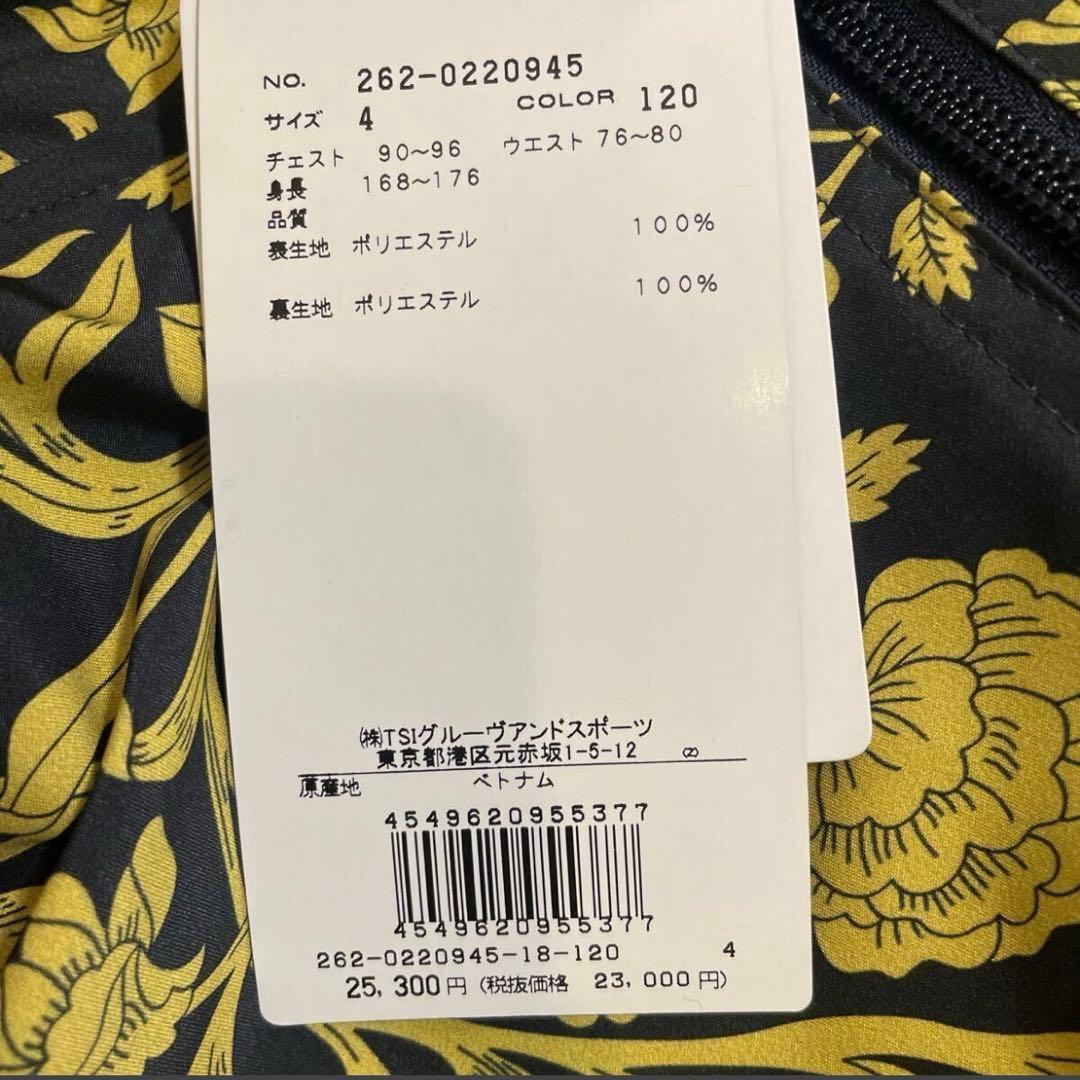 NO. 262-0220945
サイズ 4 COLOR 120
チェスト 90~96 ウエスト 76~80
身長 168~176
品質
表生地 ポリエステル 100%
裏生地 ポリエステル 100%
㈱TSIグルーヴアンドスポーツ
東京都港区元赤坂1-5-12 (Z)
原産地 ベトナム
4549620955377
4549620955377
262-0220945-18-120 4
25,300円 (税抜価格 23,000円)